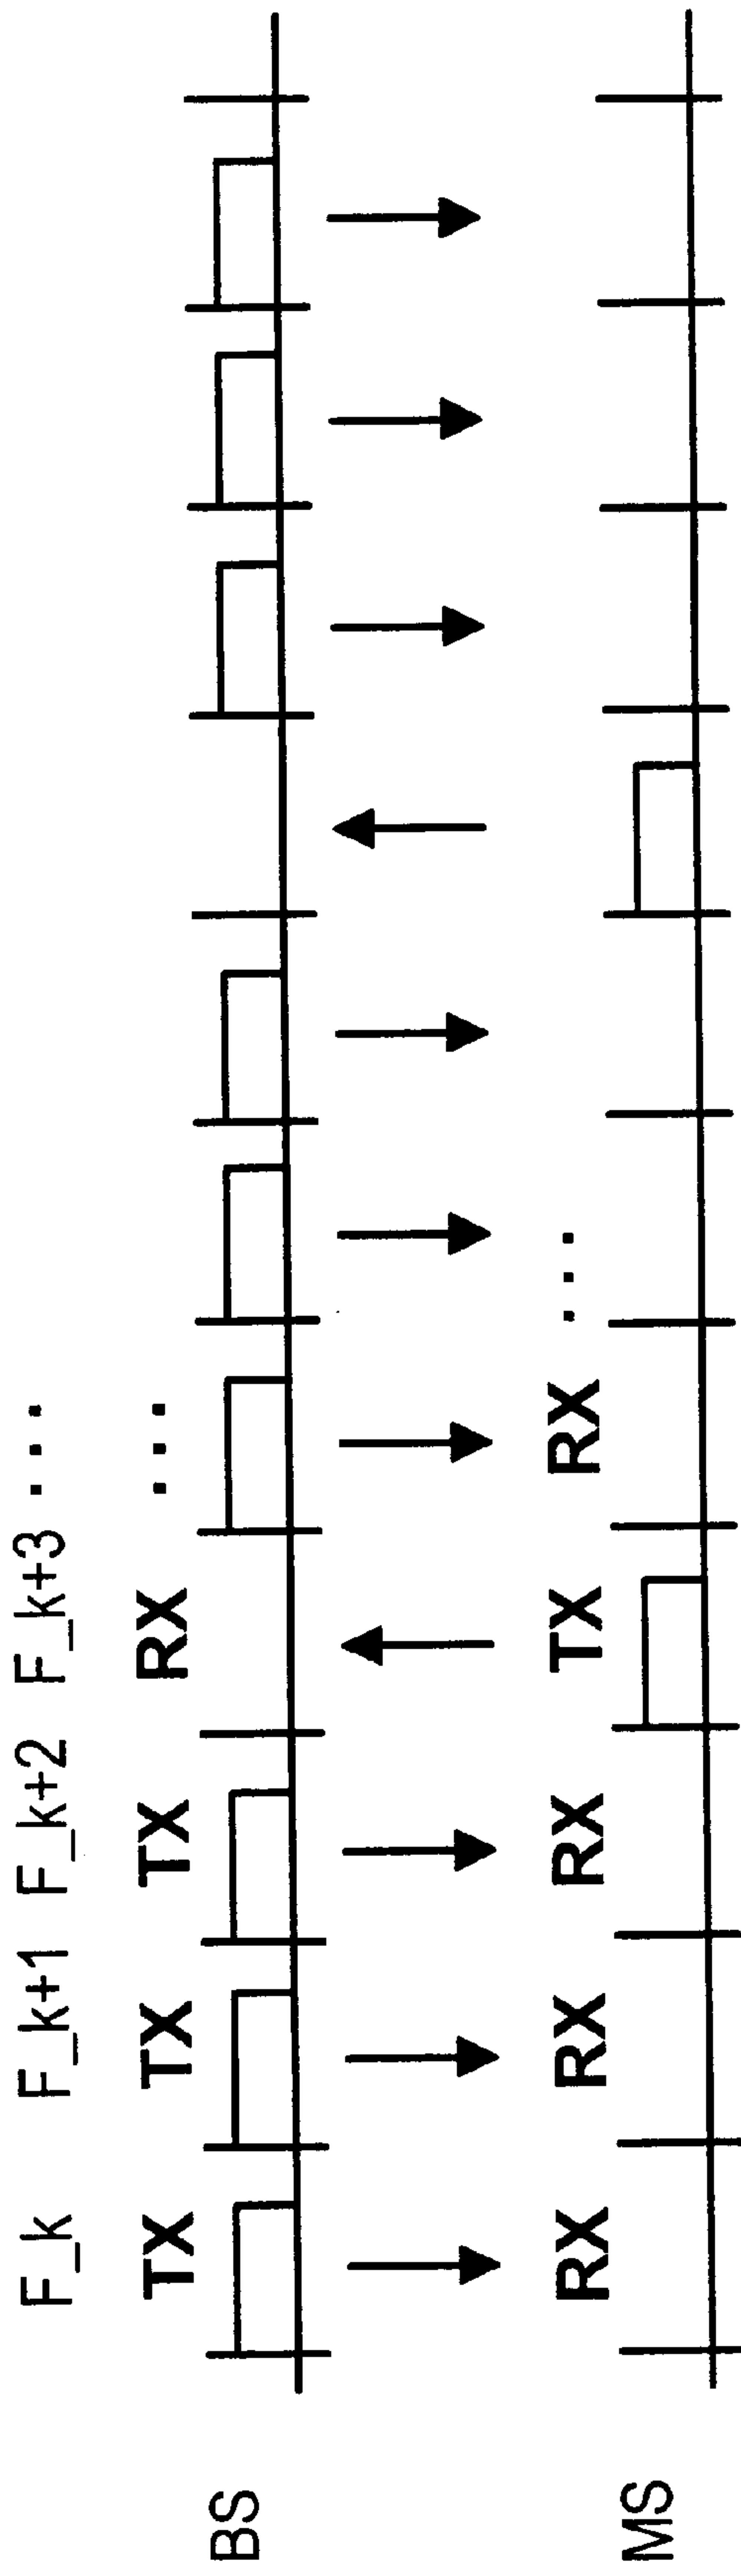 F_k F_k+1 F_k+2 F_k+3 ...
TX TX TX RX ...
BS
RX RX RX TX RX ...
MS